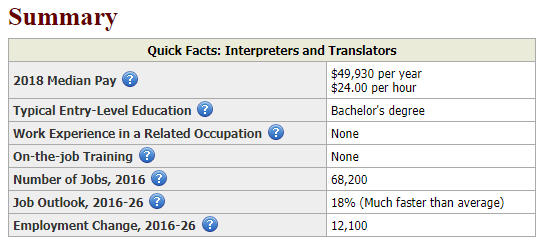 Summary
Quick Facts: Interpreters and Translators
2018 Median Pay ?
$49,930 per year
$24.00 per hour
Typical Entry-Level Education ?
Bachelor's degree
Work Experience in a Related Occupation ?
None
On-the-job Training ?
None
Number of Jobs, 2016 ?
68,200
Job Outlook, 2016-26 ?
18% (Much faster than average)
Employment Change, 2016-26 ?
12,100